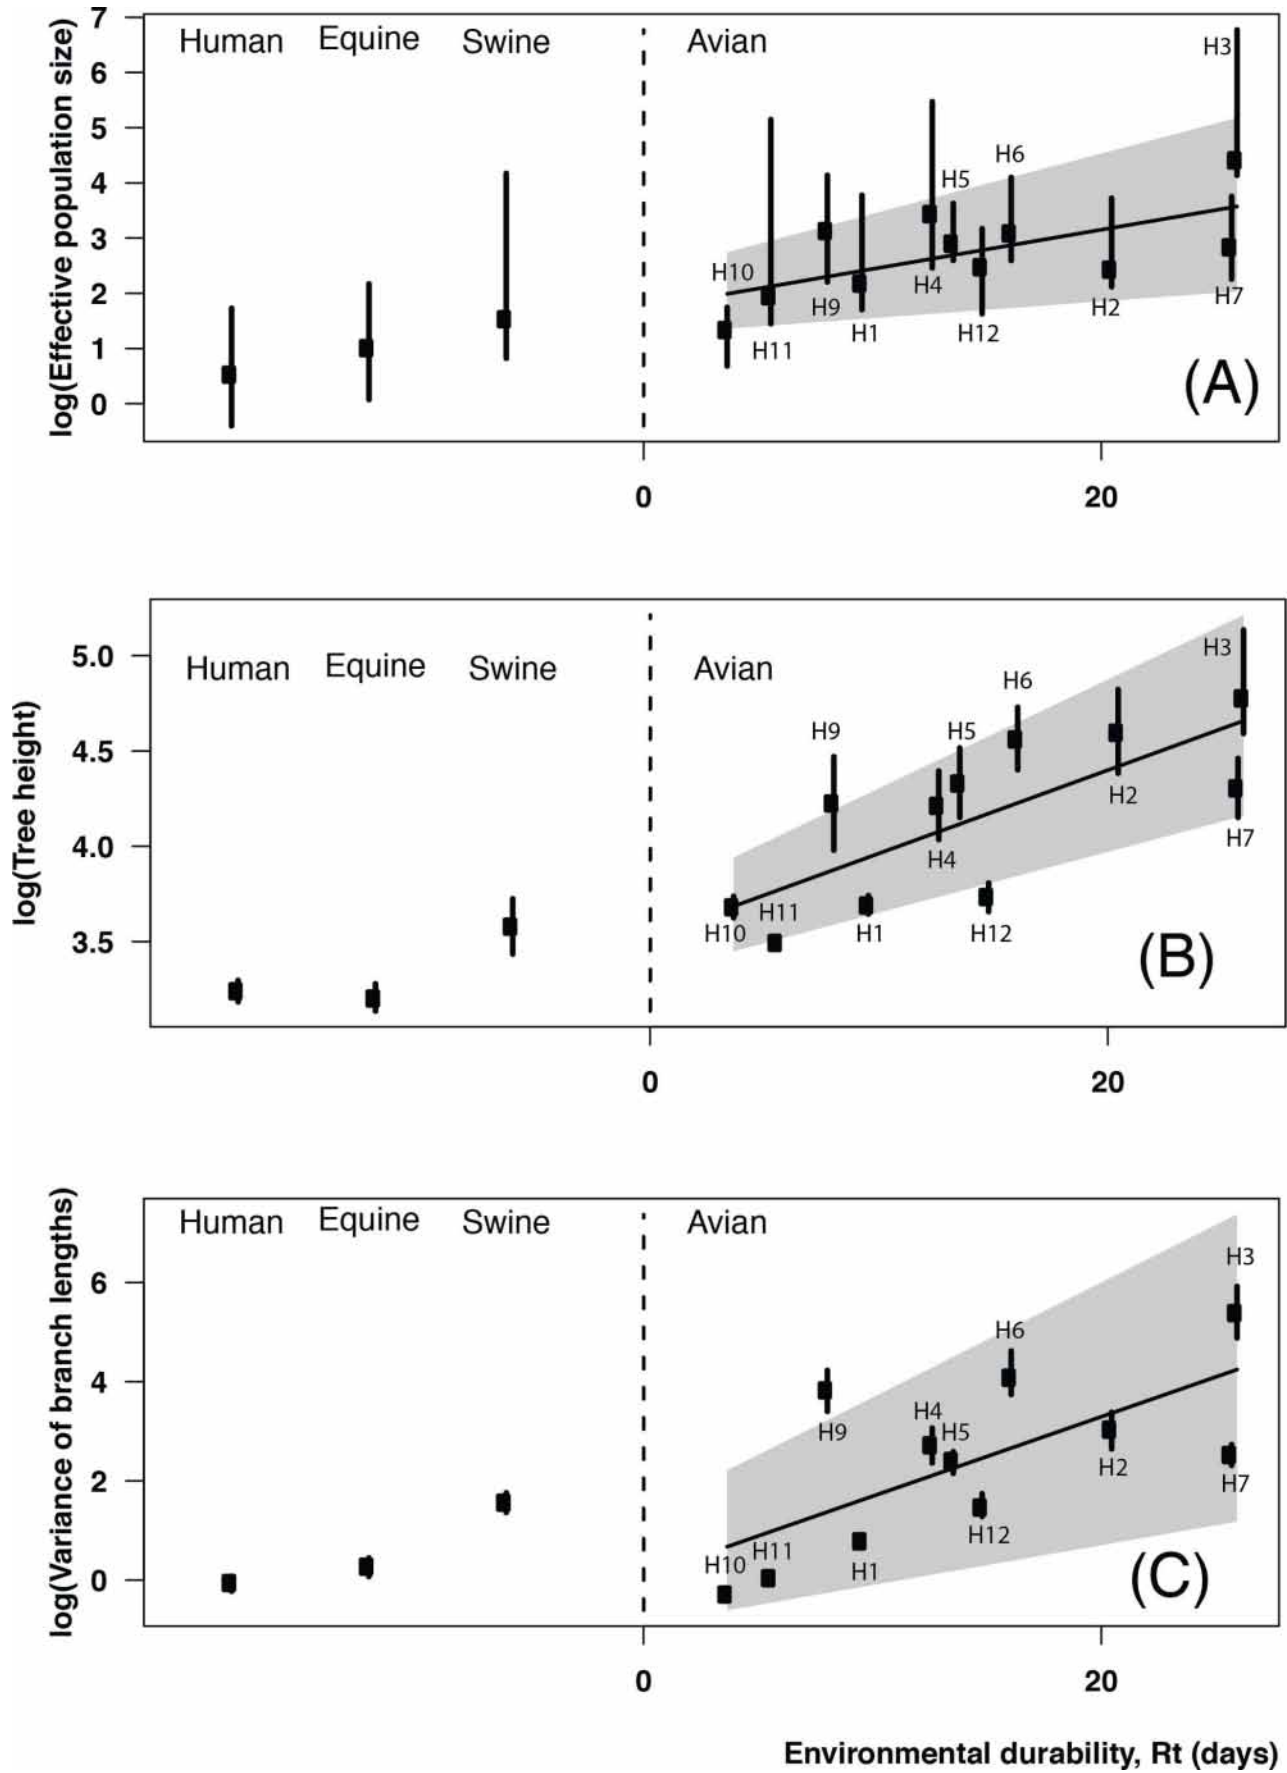 log(Effective population size)
7
6
5
4
3
2
1
0
Human Equine Swine Avian
H10
H11
H9
H1
H4
H5
H12
H6
H2
H3
H7
(A)
0 20
log(Tree height)
5.0
4.5
4.0
3.5
Human Equine Swine Avian
H10
H11
H9
H1
H4
H5
H12
H6
H2
H3
H7
(B)
0 20
log(Variance of branch lengths)
6
4
2
0
Human Equine Swine Avian
H10
H11
H9
H1
H4
H5
H12
H6
H2
H3
H7
(C)
0 20
Environmental durability, Rt (days)